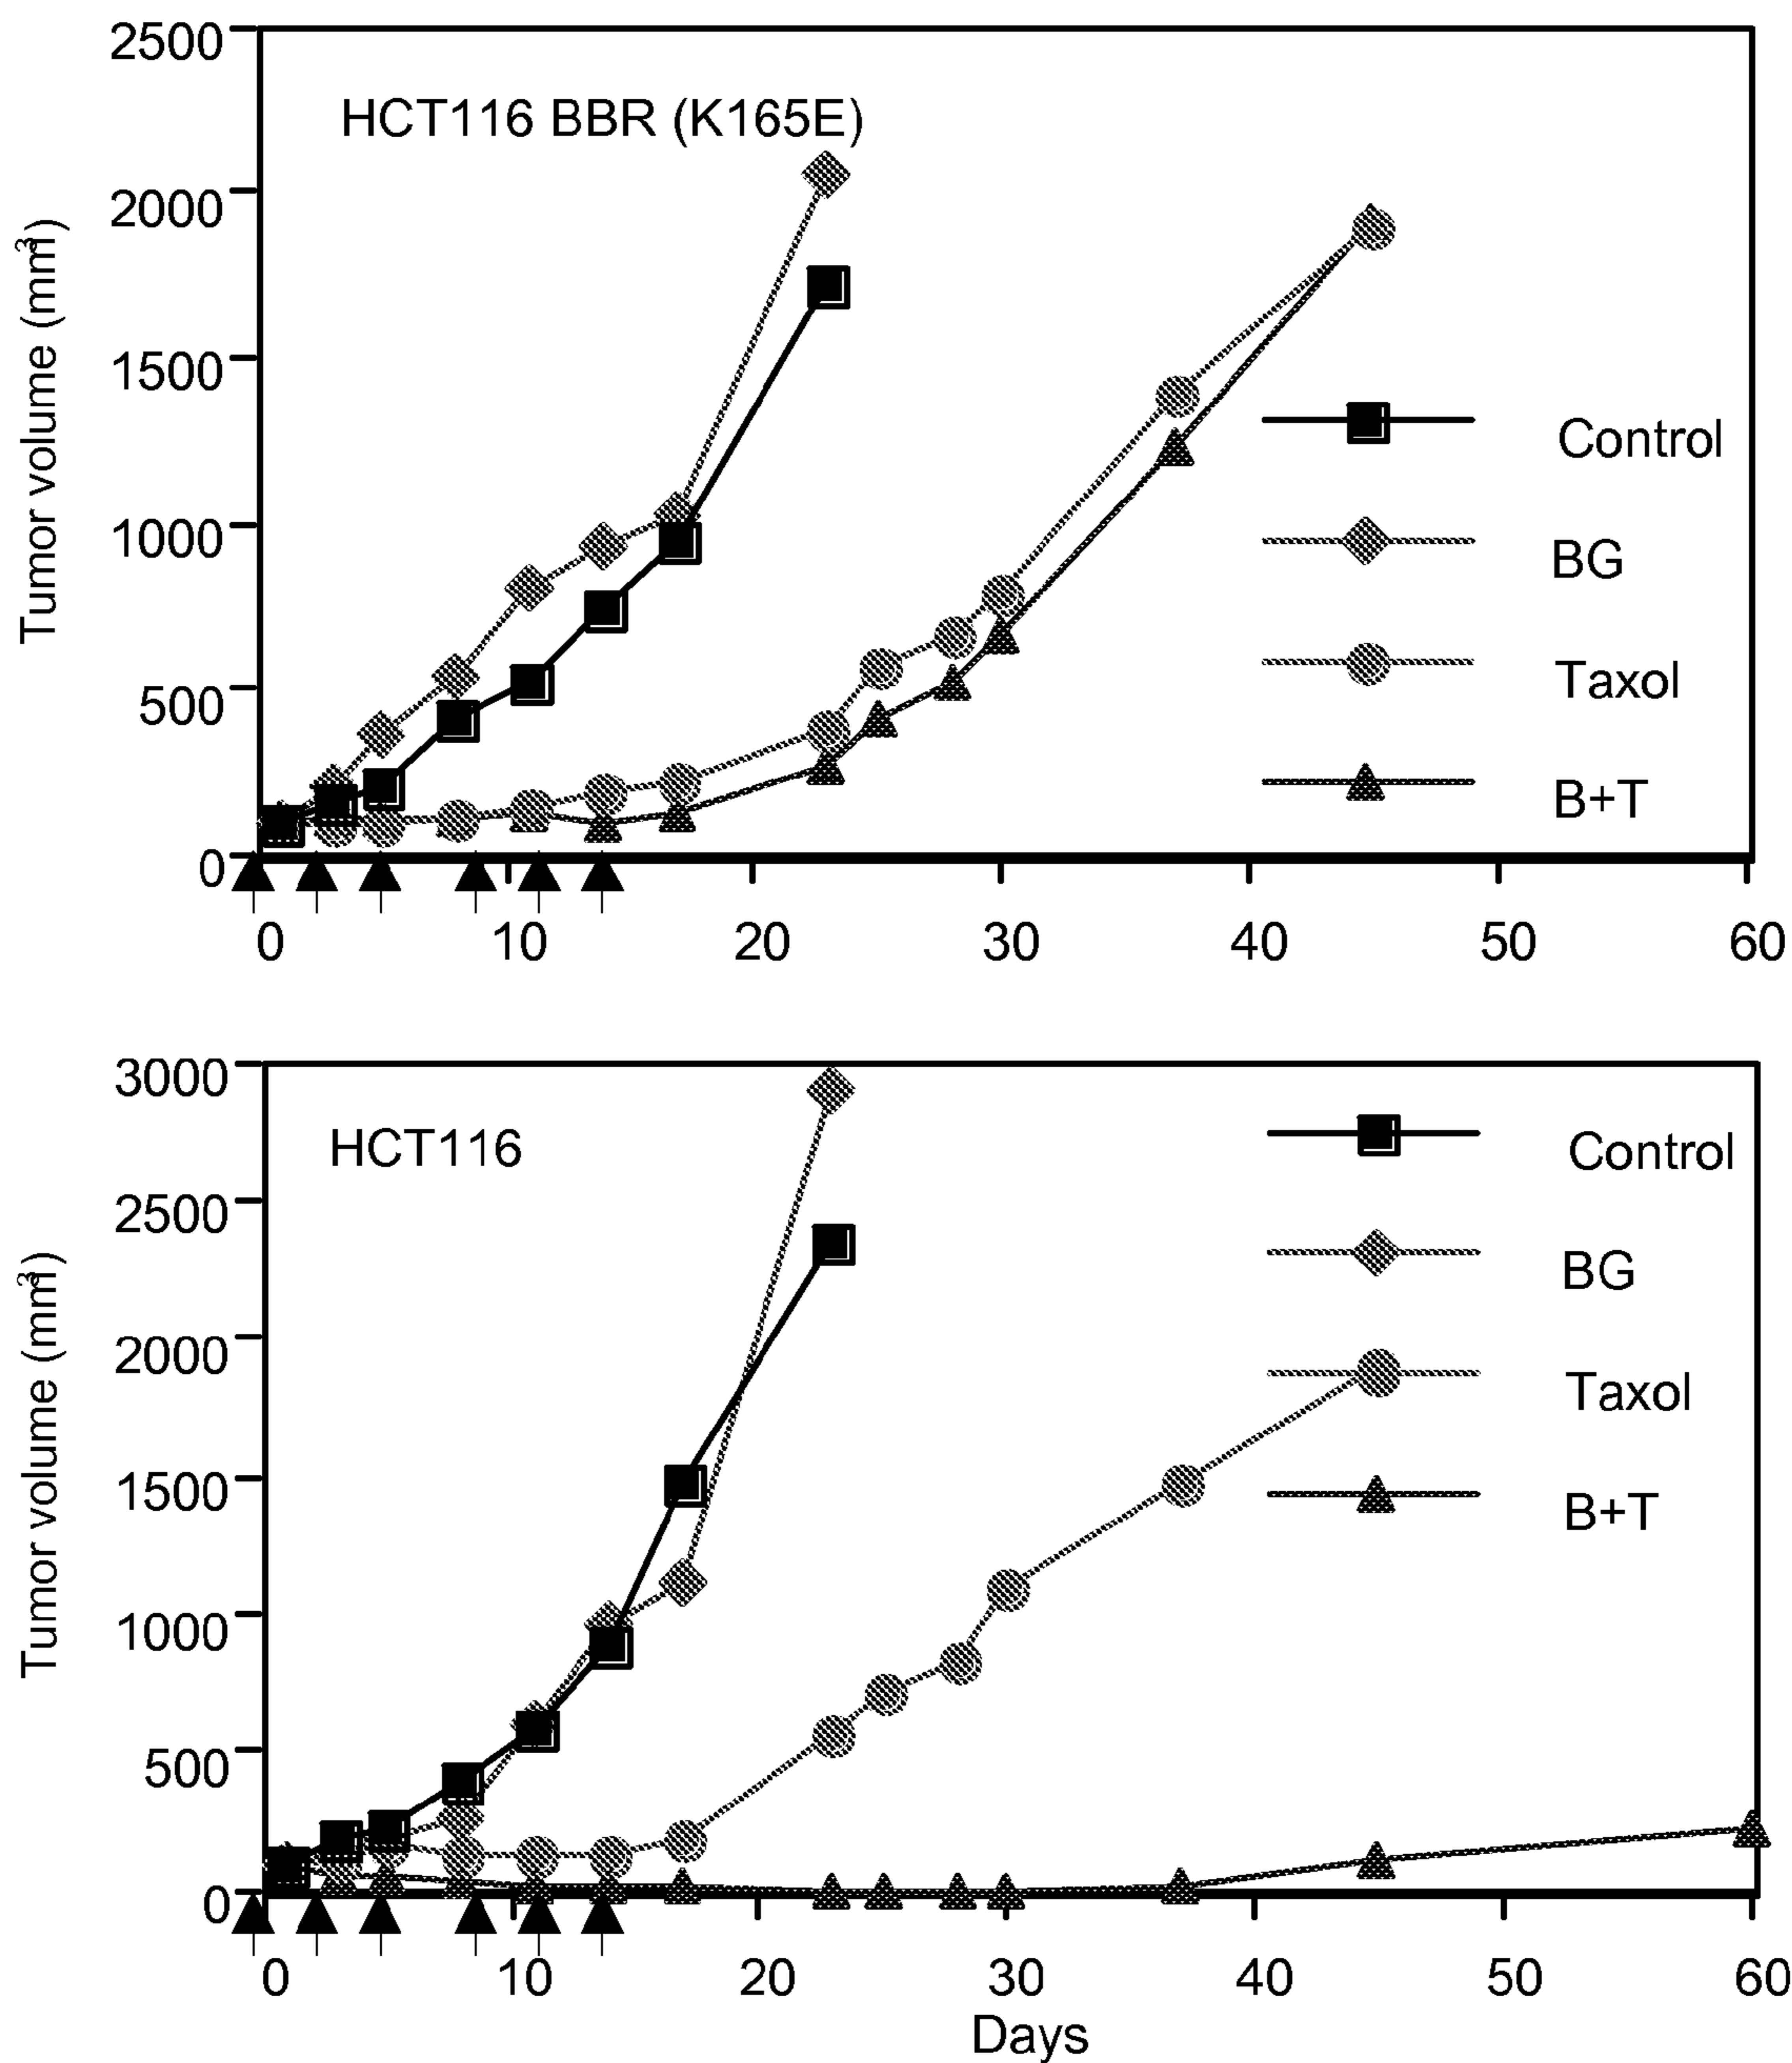 2500
HCT116 BBR (K165E)
2000
1500
1000
500
0
Tumor volume (mm3)
Control
BG
Taxol
B+T
0 10 20 30 40 50 60
3000
HCT116
2500
2000
1500
1000
500
0
Tumor volume (mm3)
Control
BG
Taxol
B+T
0 10 20 30 40 50 60
Days